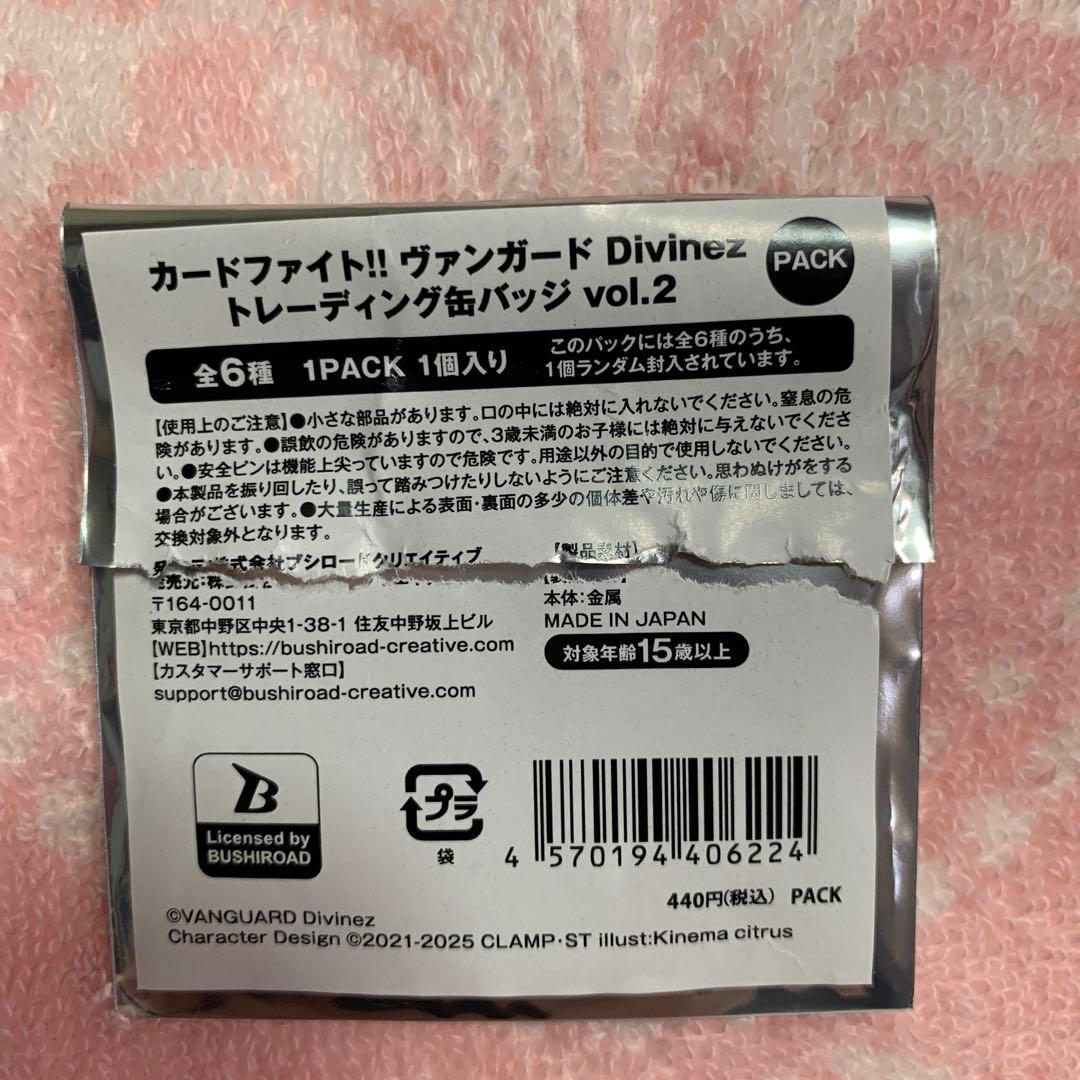 カードファイト!! ヴァンガード Divinez
トレーディング缶バッジ vol.2
PACK
全6種 1PACK 1個入り
このパックには全6種のうち、
1個ランダム封入されています。
【使用上のご注意】●小さな部品があります。口の中には絶対に入れないでください。窒息の危
険があります。●誤飲の危険がありますので、3歳未満のお子様には絶対に与えないでくださ
い。●安全ピンは機能上尖っていますので危険です。用途以外の目的で使用しないでください。
●本製品を振り回したり、誤って踏みつけたりしないようにご注意ください。思わぬけがをする
場合がございます。●大量生産による表面・裏面の多少の個体差や汚れや傷に関しましては、
交換対象外となります。
発売元:株式会社ブシロードクリエイティブ
〒164-0011
東京都中野区中央1-38-1 住友中野坂上ビル
【WEB】https://bushiroad-creative.com
【カスタマーサポート窓口】
support@bushiroad-creative.com
【製品素材】
本体:金属
MADE IN JAPAN
対象年齢15歳以上
B
Licensed by
BUSHIROAD
プラ
袋
4 570194 406224
440円(税込) PACK
©VANGUARD Divinez
Character Design ©2021-2025 CLAMP・ST illust:Kinema citrus